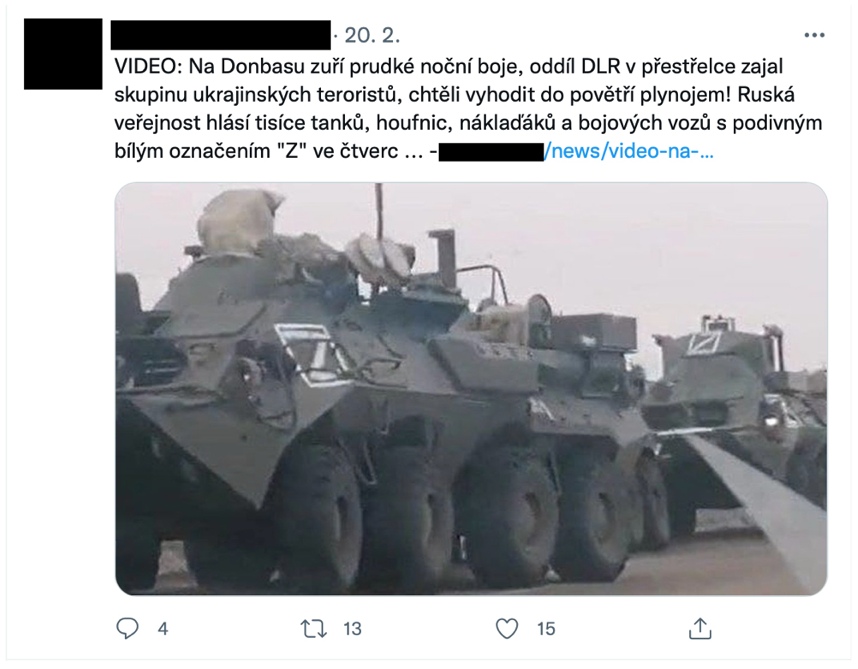 · 20. 2.
VIDEO: Na Donbasu zuří prudké noční boje, oddíl DLR v přestřelce zajal
skupinu ukrajinských teroristů, chtěli vyhodit do povětří plynojem! Ruská
veřejnost hlásí tisíce tanků, houfnic, náklaďáků a bojových vozů s podivným
bílým označením "Z" ve čtverc ... -/news/video-na-...
Z
Z
4 13 15